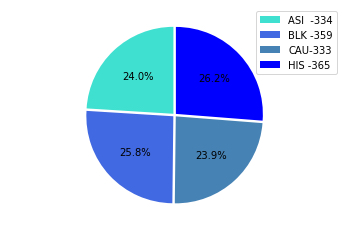 ASI -334
BLK -359
CAU-333
HIS -365
24.0%
26.2%
25.8%
23.9%